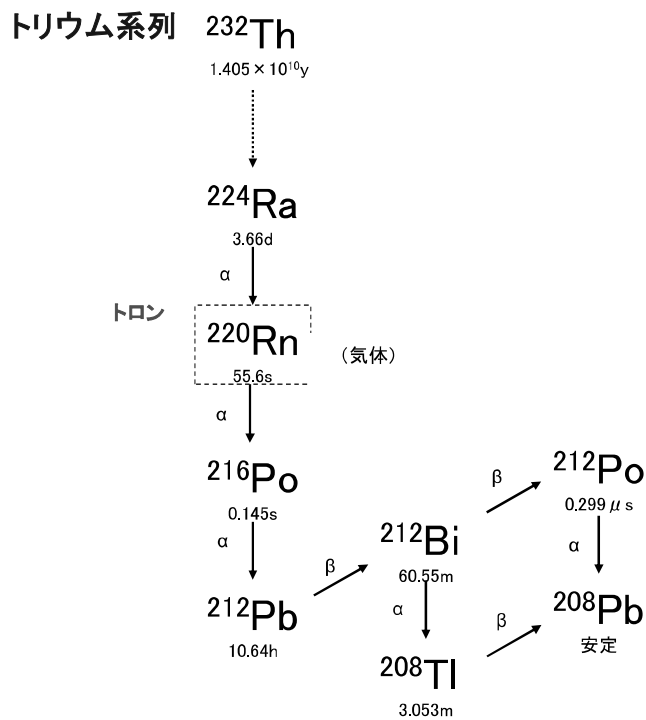 トリウム系列
²³²Th
1.405×10¹⁰y
²²⁴Ra
3.66d
α
トロン
²²⁰Rn
55.6s
(気体)
α
²¹⁶Po
0.145s
α
²¹²Pb
10.64h
β
²¹²Bi
60.55m
β
²¹²Po
0.299μs
α
α
²⁰⁸Tl
3.053m
β
²⁰⁸Pb
安定